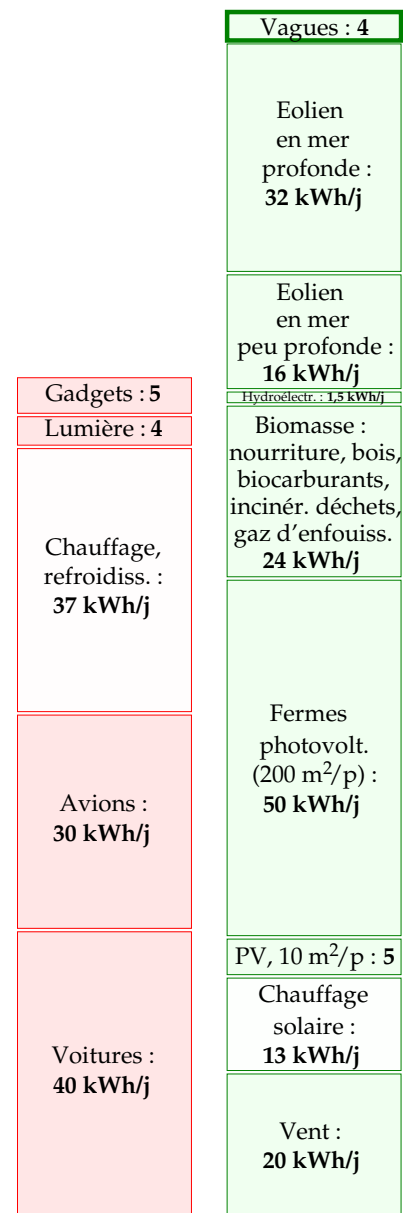 Gadgets : 5
Lumière : 4
Chauffage,
refroidiss. :
37 kWh/j
Avions :
30 kWh/j
Voitures :
40 kWh/j
Vagues : 4
Eolien
en mer
profonde :
32 kWh/j
Eolien
en mer
peu profonde :
16 kWh/j
Hydroélectr. : 1,5 kWh/j
Biomasse :
nourriture, bois,
biocarburants,
incinér. déchets,
gaz d’enfouiss.
24 kWh/j
Fermes
photovolt.
(200 m²/p) :
50 kWh/j
PV, 10 m²/p : 5
Chauffage
solaire :
13 kWh/j
Vent :
20 kWh/j